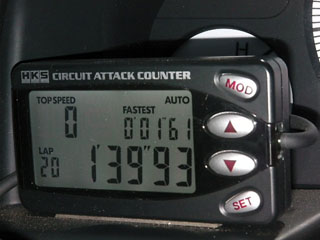 H
HKS CIRCUIT ATTACK COUNTER
MOD
TOP SPEED FASTEST AUTO
0 0'01'61
LAP
20 1'39"93
SET